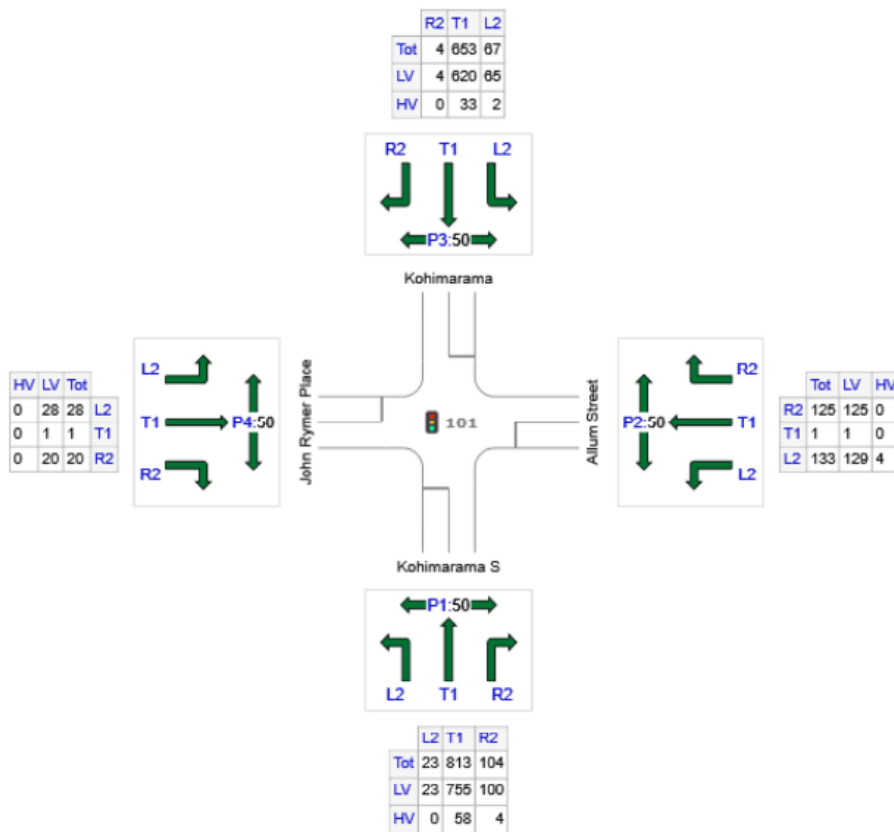 R2 T1 L2
Tot 4 653 67
LV 4 620 65
HV 0 33 2
R2 T1 L2
P3:50
Kohimarama
HV LV Tot
0 28 28 L2
0 1 1 T1
0 20 20 R2
L2
T1 P4:50
R2
John Rymer Place
101
Allum Street
R2
P2:50 T1
L2
Tot LV HV
R2 125 125 0
T1 1 1 0
L2 133 129 4
Kohimarama S
P1:50
L2 T1 R2
L2 T1 R2
Tot 23 813 104
LV 23 755 100
HV 0 58 4